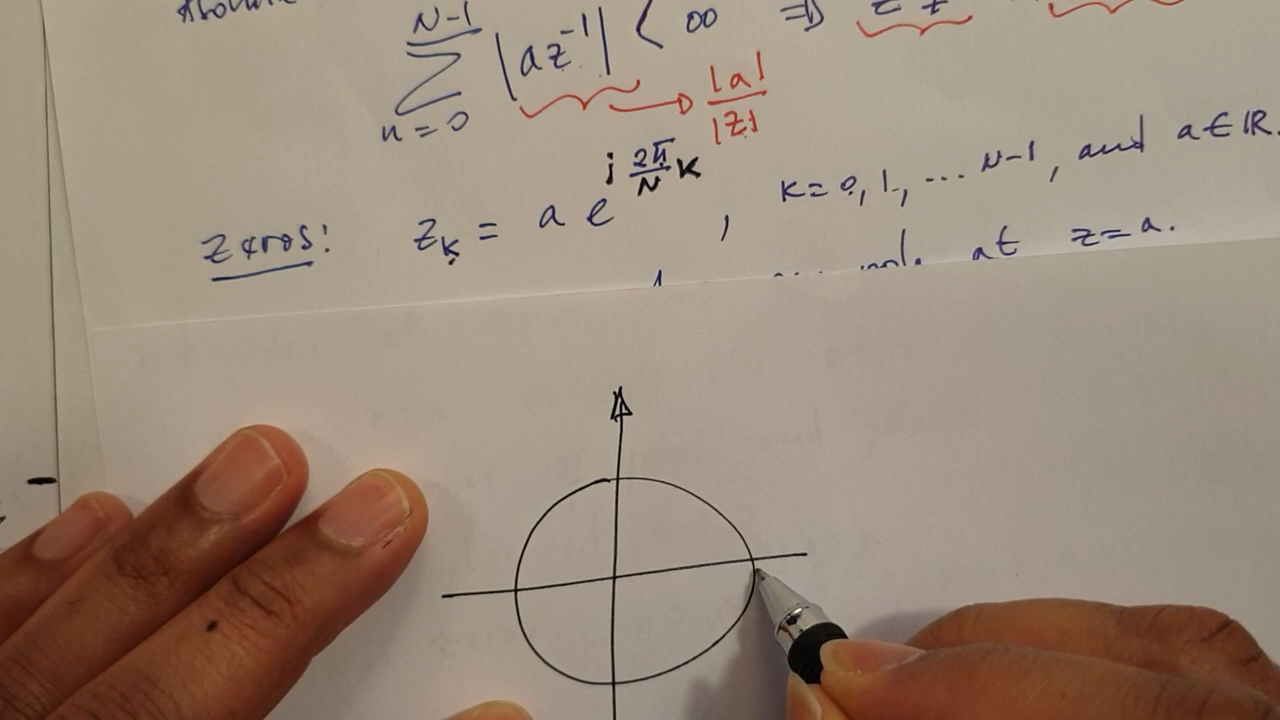 N-1
∑ |az⁻¹| < ∞ ⇒
n=0
|a|
|z|
Zeros: z_k = a e^{j 2π/N k} , k=0,1,... N-1, and a∈ℝ.
at z=a.